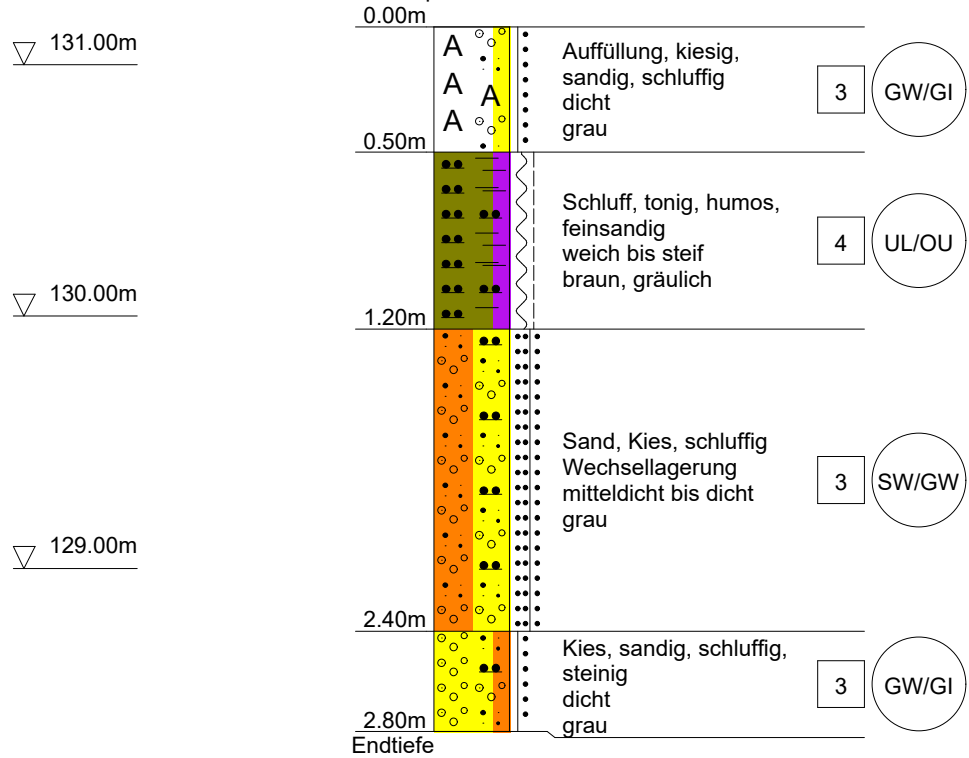 0.00m
131.00m
A
A
A
A
Auffüllung, kiesig,
sandig, schluffig
dicht
grau
3
GW/GI
0.50m
Schluff, tonig, humos,
feinsandig
weich bis steif
braun, gräulich
4
UL/OU
130.00m
1.20m
Sand, Kies, schluffig
Wechsellagerung
mitteldicht bis dicht
grau
3
SW/GW
129.00m
2.40m
Kies, sandig, schluffig,
steinig
dicht
grau
3
GW/GI
2.80m
Endtiefe